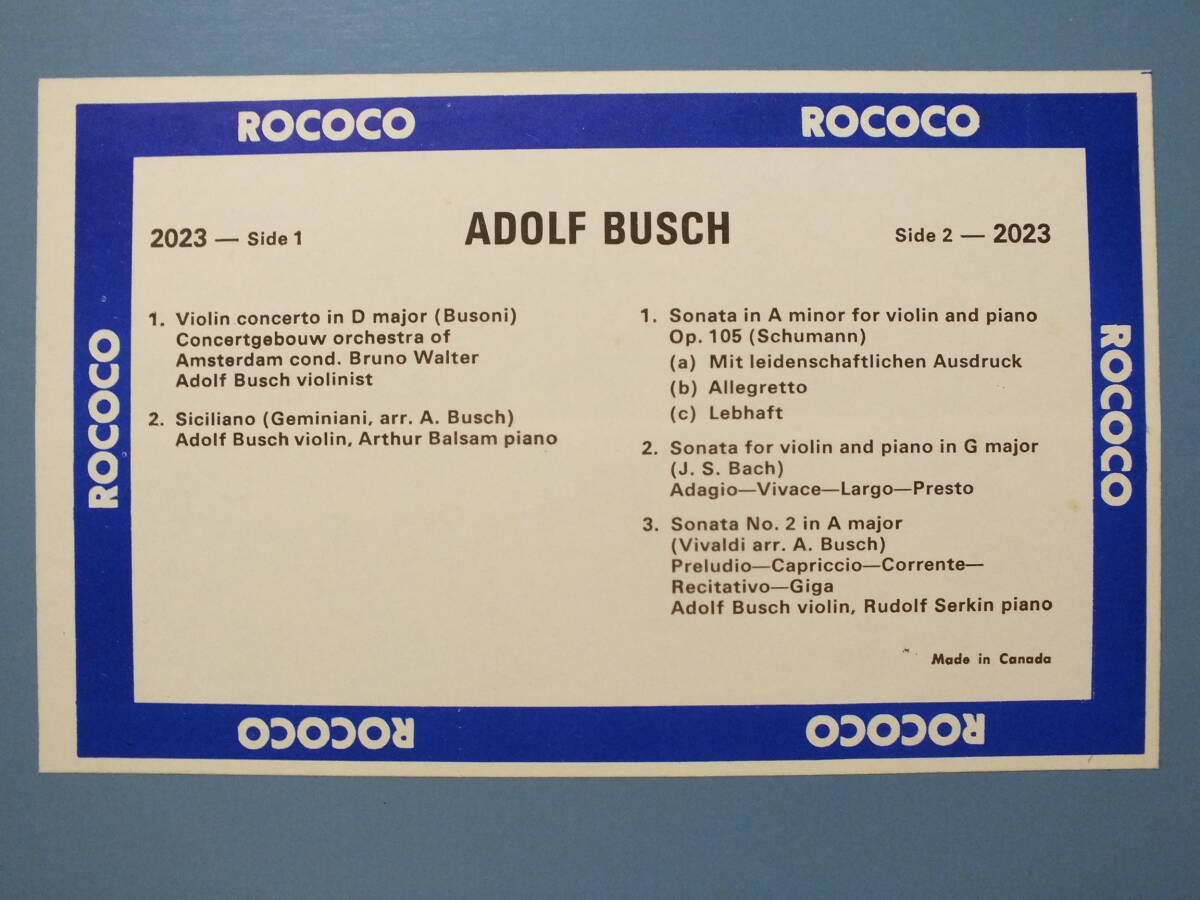 ROCOCO ROCOCO
ADOLF BUSCH
2023 — Side 1
Side 2 — 2023
1. Violin concerto in D major (Busoni)
Concertgebouw orchestra of
Amsterdam cond. Bruno Walter
Adolf Busch violinist
2. Siciliano (Geminiani, arr. A. Busch)
Adolf Busch violin, Arthur Balsam piano
1. Sonata in A minor for violin and piano
Op. 105 (Schumann)
(a) Mit leidenschaftlichen Ausdruck
(b) Allegretto
(c) Lebhaft
2. Sonata for violin and piano in G major
(J. S. Bach)
Adagio—Vivace—Largo—Presto
3. Sonata No. 2 in A major
(Vivaldi arr. A. Busch)
Preludio—Capriccio—Corrente—
Recitativo—Giga
Adolf Busch violin, Rudolf Serkin piano
Made in Canada
ROCOCO
ROCOCO
ROCOCO ROCOCO